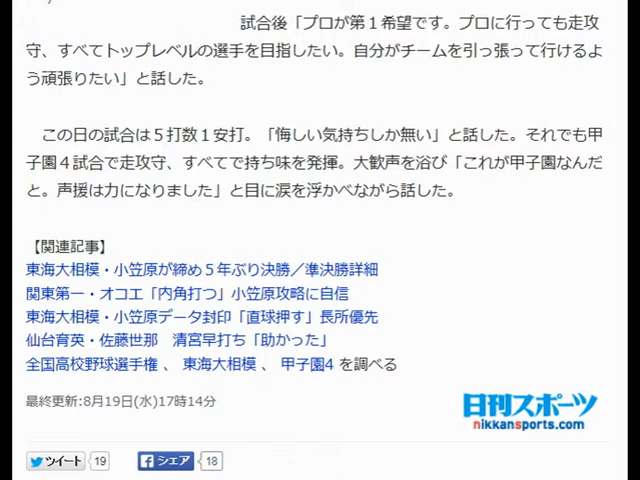 試合後「プロが第１希望です。プロに行っても走攻
守、すべてトップレベルの選手を目指したい。自分がチームを引っ張って行けるよ
う頑張りたい」と話した。
この日の試合は５打数１安打。「悔しい気持ちしか無い」と話した。それでも甲
子園４試合で走攻守、すべてで持ち味を発揮。大歓声を浴び「これが甲子園なんだ
と。声援は力になりました」と目に涙を浮かべながら話した。
【関連記事】
東海大相模・小笠原が締め５年ぶり決勝／準決勝詳細
関東第一・オコエ「内角打つ」小笠原攻略に自信
東海大相模・小笠原データ封印「直球押す」長所優先
仙台育英・佐藤世那　清宮早打ち「助かった」
全国高校野球選手権 、 東海大相模 、 甲子園4 を調べる
最終更新:8月19日(水)17時14分
日刊スポーツ
nikkansports.com
ツイート 19 シェア 18